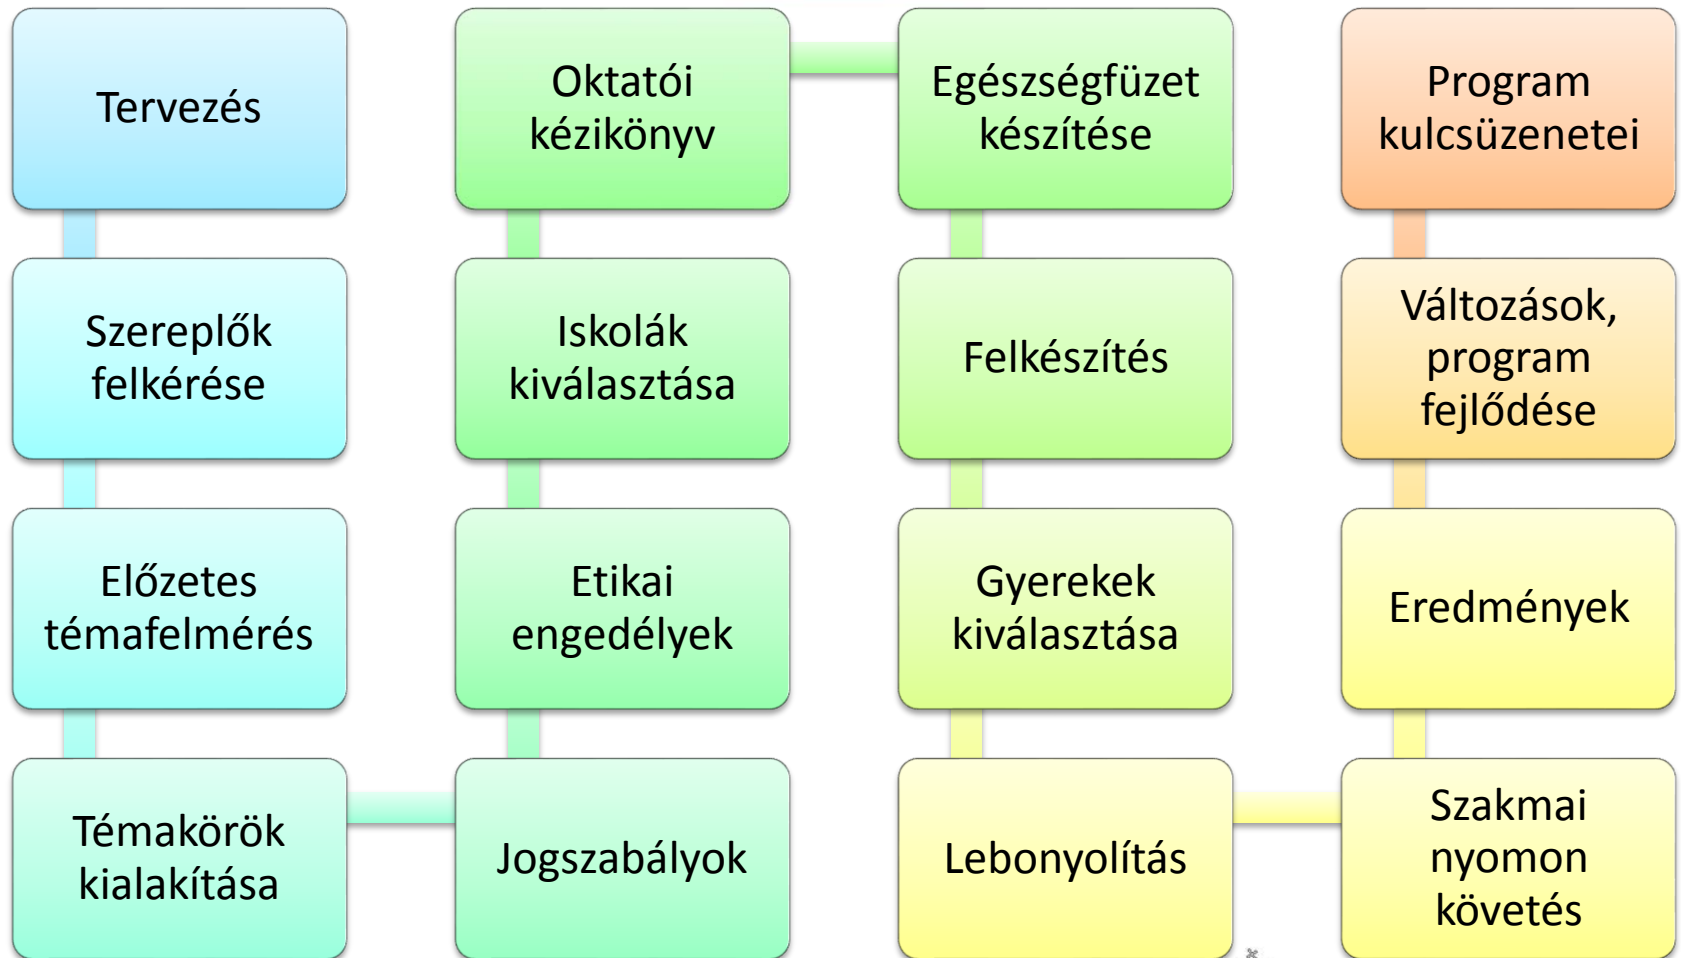 Tervezés
Szereplők
felkérése
Előzetes
témafelmérés
Témakörök
kialakítása
Jogszabályok
Etikai
engedélyek
Iskolák
kiválasztása
Oktatói
kézikönyv
Egészségfüzet
készítése
Felkészítés
Gyerekek
kiválasztása
Lebonyolítás
Szakmai
nyomon
követés
Eredmények
Változások,
program
fejlődése
Program
kulcsüzenetei